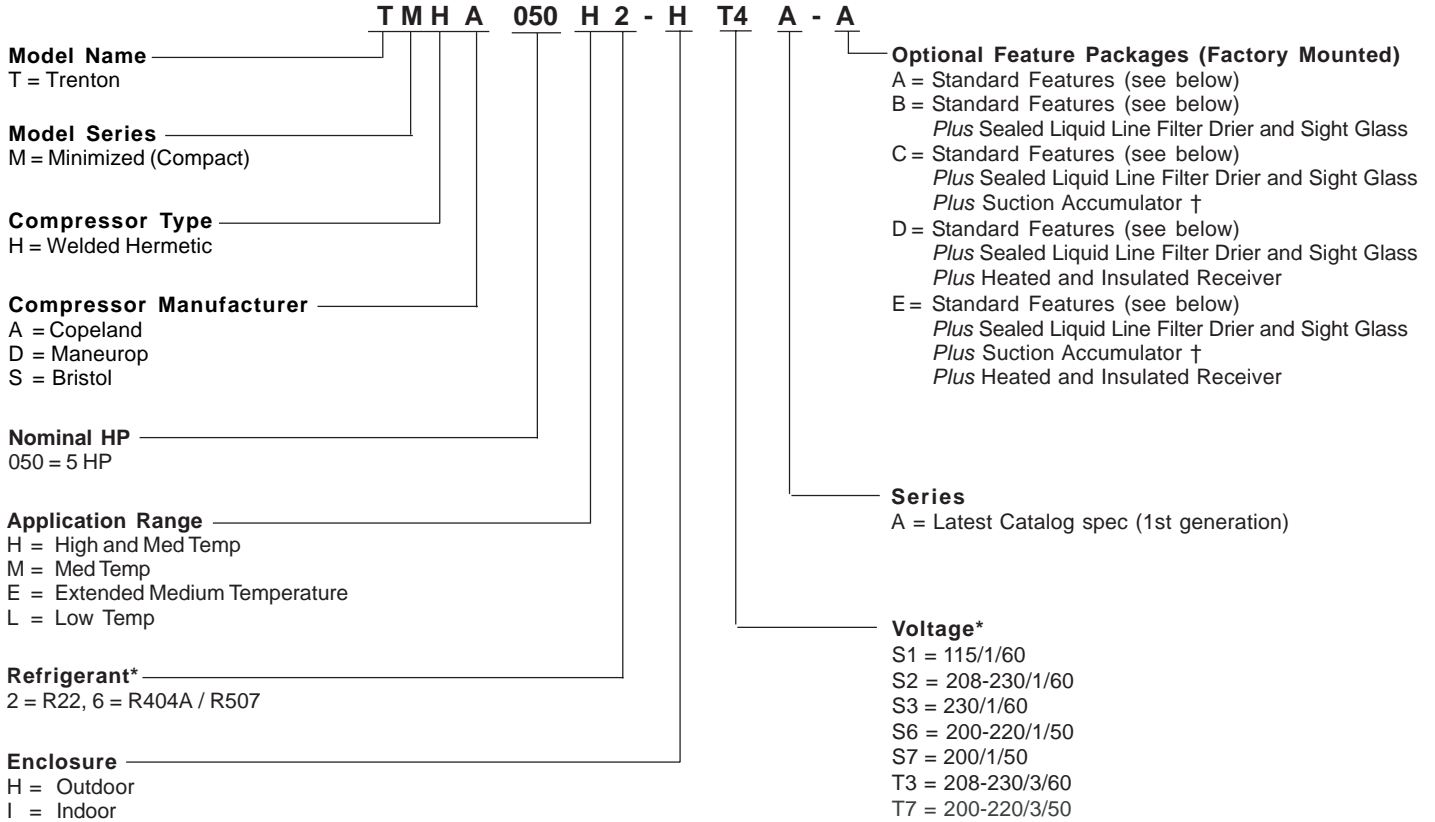 T M H A 050 H 2 - H T4 A - A
Model Name
T = Trenton
Model Series
M = Minimized (Compact)
Compressor Type
H = Welded Hermetic
Compressor Manufacturer
A = Copeland
D = Maneurop
S = Bristol
Nominal HP
050 = 5 HP
Application Range
H = High and Med Temp
M = Med Temp
E = Extended Medium Temperature
L = Low Temp
Refrigerant*
2 = R22, 6 = R404A / R507
Enclosure
H = Outdoor
I = Indoor
Optional Feature Packages (Factory Mounted)
A = Standard Features (see below)
B = Standard Features (see below)
Plus Sealed Liquid Line Filter Drier and Sight Glass
C = Standard Features (see below)
Plus Sealed Liquid Line Filter Drier and Sight Glass
Plus Suction Accumulator †
D = Standard Features (see below)
Plus Sealed Liquid Line Filter Drier and Sight Glass
Plus Heated and Insulated Receiver
E = Standard Features (see below)
Plus Sealed Liquid Line Filter Drier and Sight Glass
Plus Suction Accumulator †
Plus Heated and Insulated Receiver
Series
A = Latest Catalog spec (1st generation)
Voltage*
S1 = 115/1/60
S2 = 208-230/1/60
S3 = 230/1/60
S6 = 200-220/1/50
S7 = 200/1/50
T3 = 208-230/3/60
T7 = 200-220/3/50